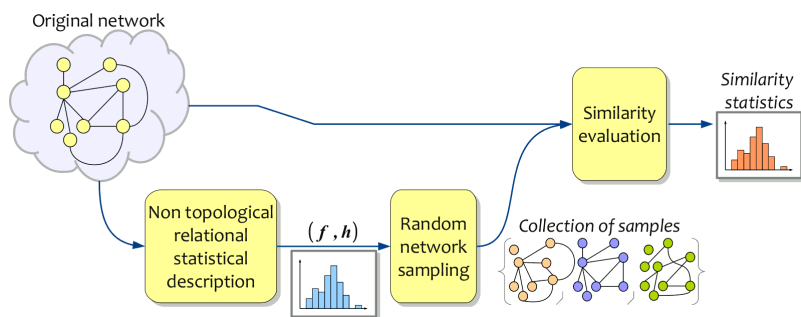 Original network
Similarity
statistics
Similarity
evaluation
Non topological
relational
statistical
description
(f, h)
Random
network
sampling
Collection of samples
{ , , }